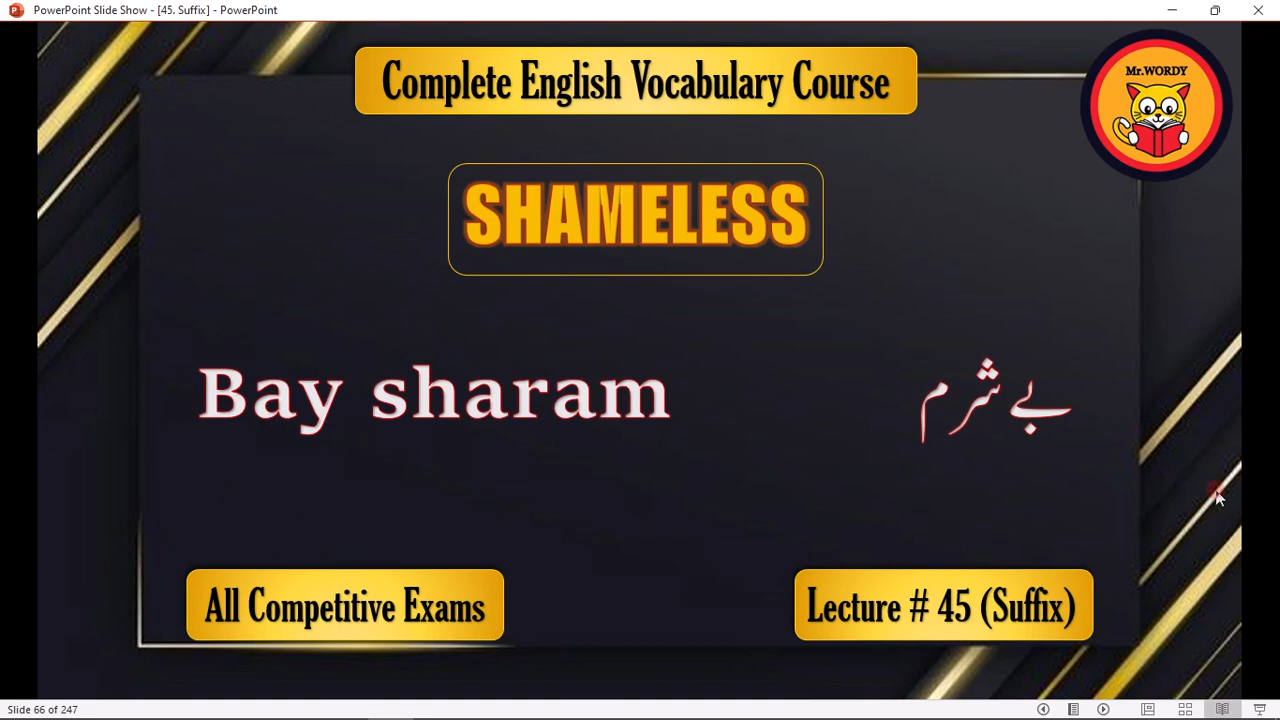 PowerPoint Slide Show - [45. Suffix] - PowerPoint
Complete English Vocabulary Course
Mr.WORDY
SHAMELESS
Bay sharam
بے شرم
All Competitive Exams
Lecture # 45 (Suffix)
Slide 66 of 247